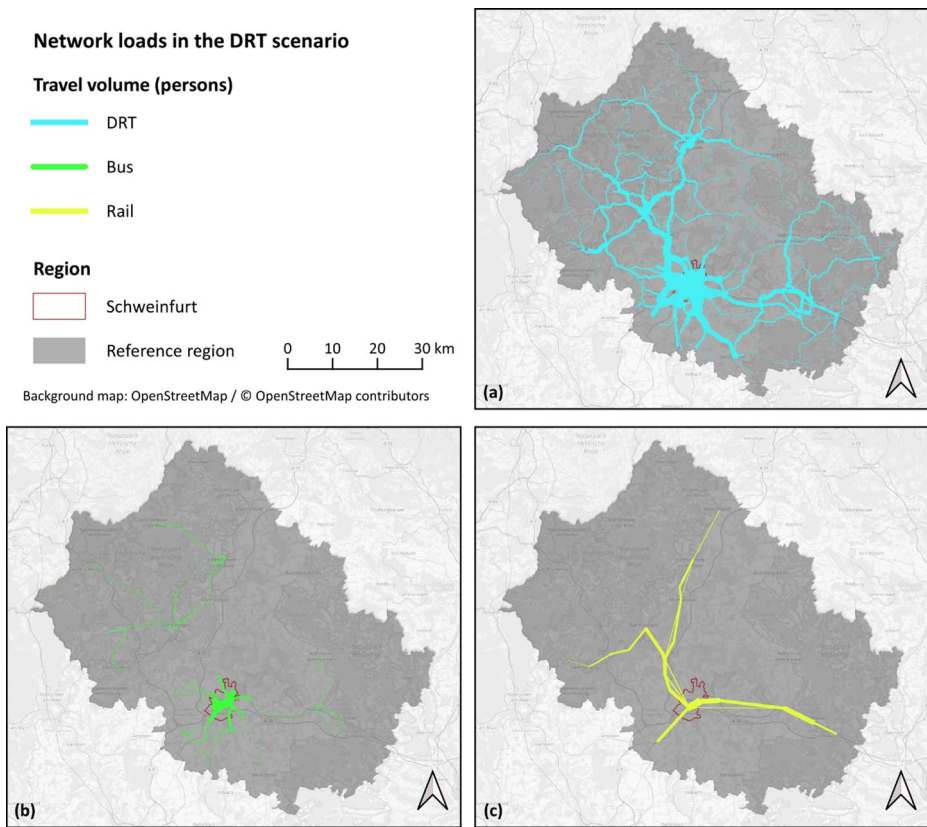 Network loads in the DRT scenario
Travel volume (persons)
DRT
Bus
Rail
Region
Schweinfurt
Reference region
0 10 20 30 km
Background map: OpenStreetMap / © OpenStreetMap contributors
(a)
(b)
(c)